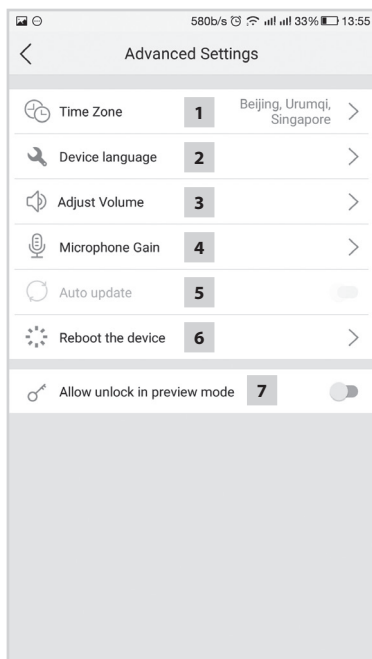 580b/s 33% 13:55
Advanced Settings
Time Zone 1 Beijing, Urumqi,
Singapore
Device language 2
Adjust Volume 3
Microphone Gain 4
Auto update 5
Reboot the device 6
Allow unlock in preview mode 7